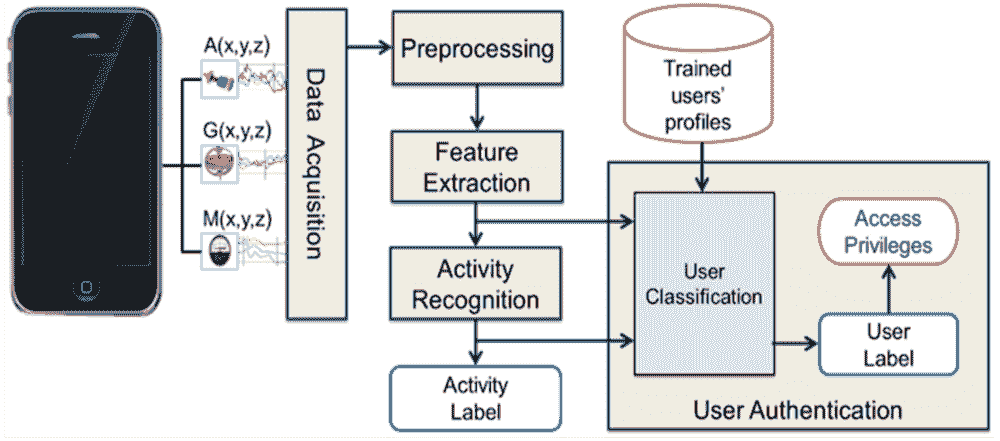 A(x,y,z)
G(x,y,z)
M(x,y,z)
Data Acquisition
Preprocessing
Feature
Extraction
Activity
Recognition
Activity
Label
Trained
users'
profiles
User
Classification
Access
Privileges
User
Label
User Authentication